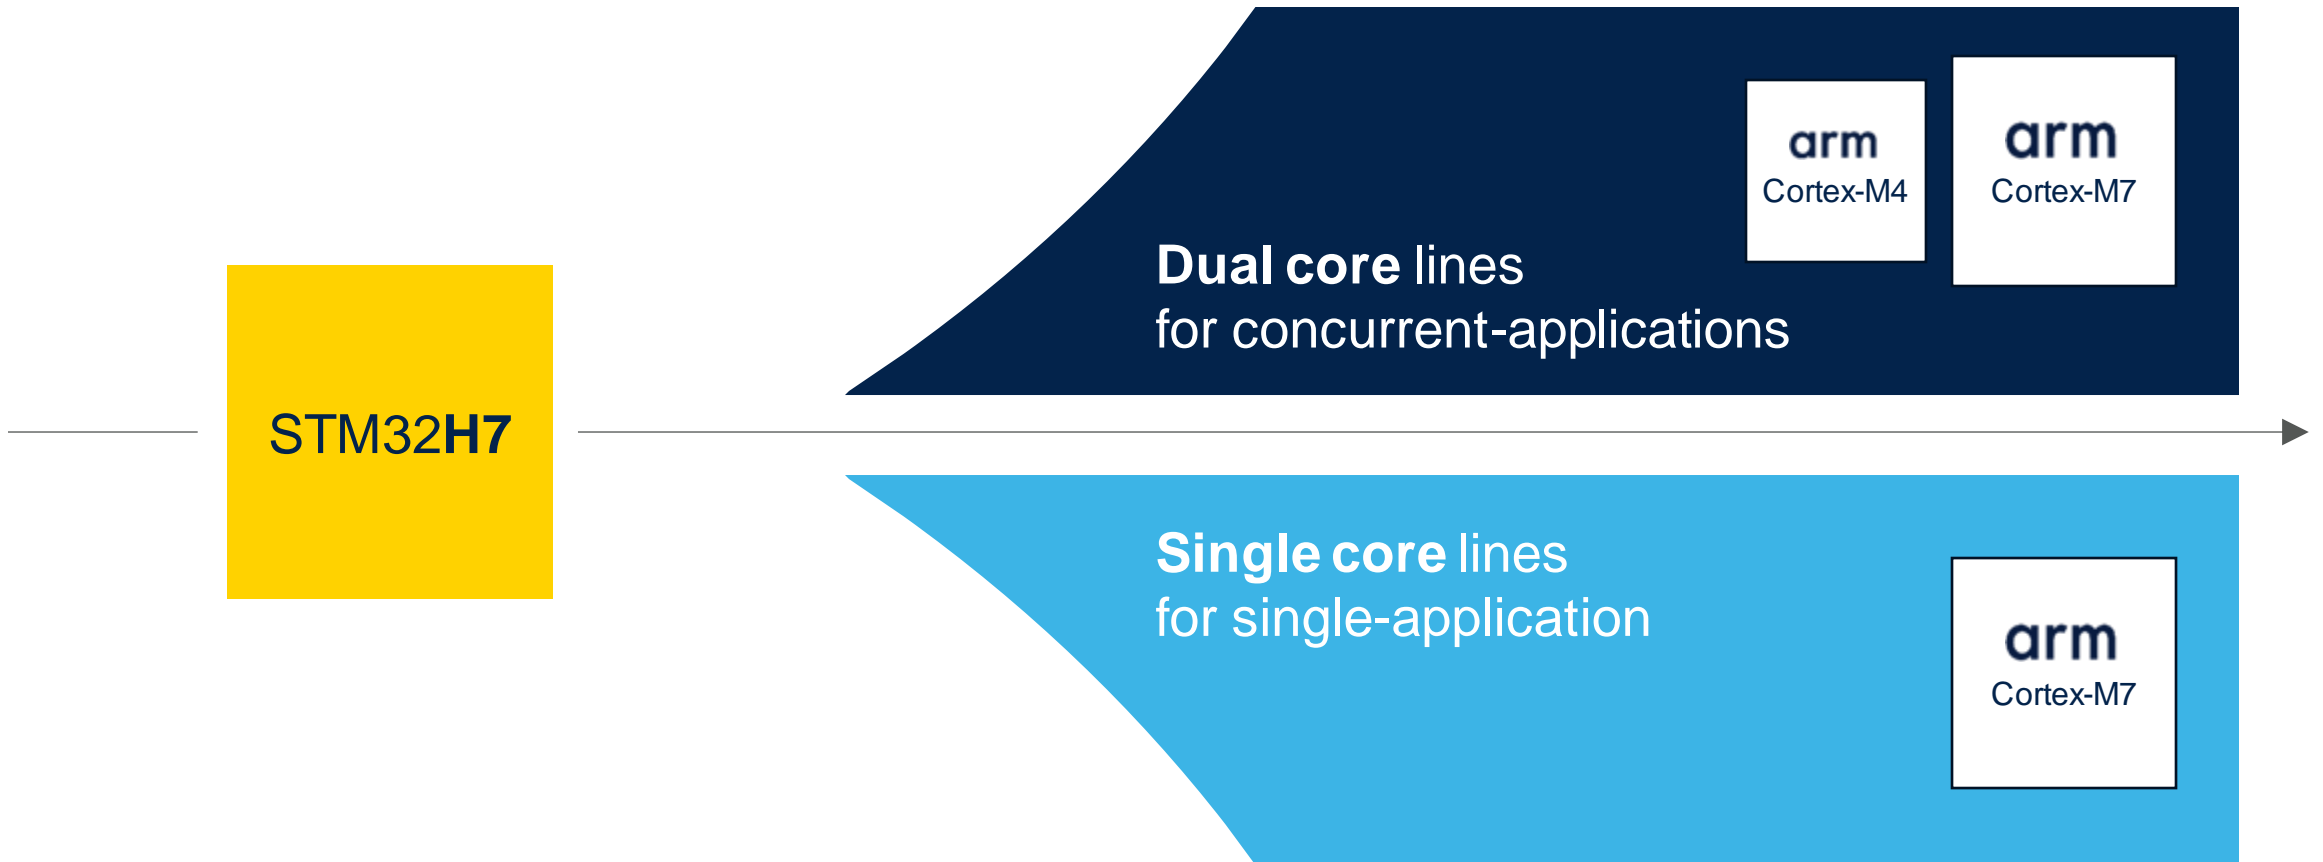 STM32H7
arm
Cortex-M4
arm
Cortex-M7
Dual core lines
for concurrent-applications
Single core lines
for single-application
arm
Cortex-M7